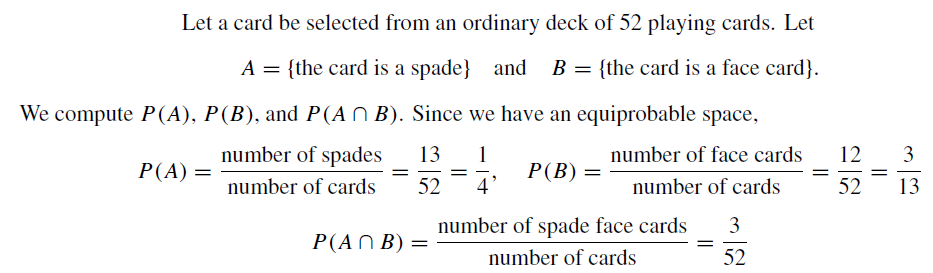 Let a card be selected from an ordinary deck of 52 playing cards. Let
A = {the card is a spade} and B = {the card is a face card}.
We compute P(A), P(B), and P(A ∩ B). Since we have an equiprobable space,
P(A) = number of spades / number of cards = 13/52 = 1/4, P(B) = number of face cards / number of cards = 12/52 = 3/13
P(A ∩ B) = number of spade face cards / number of cards = 3/52